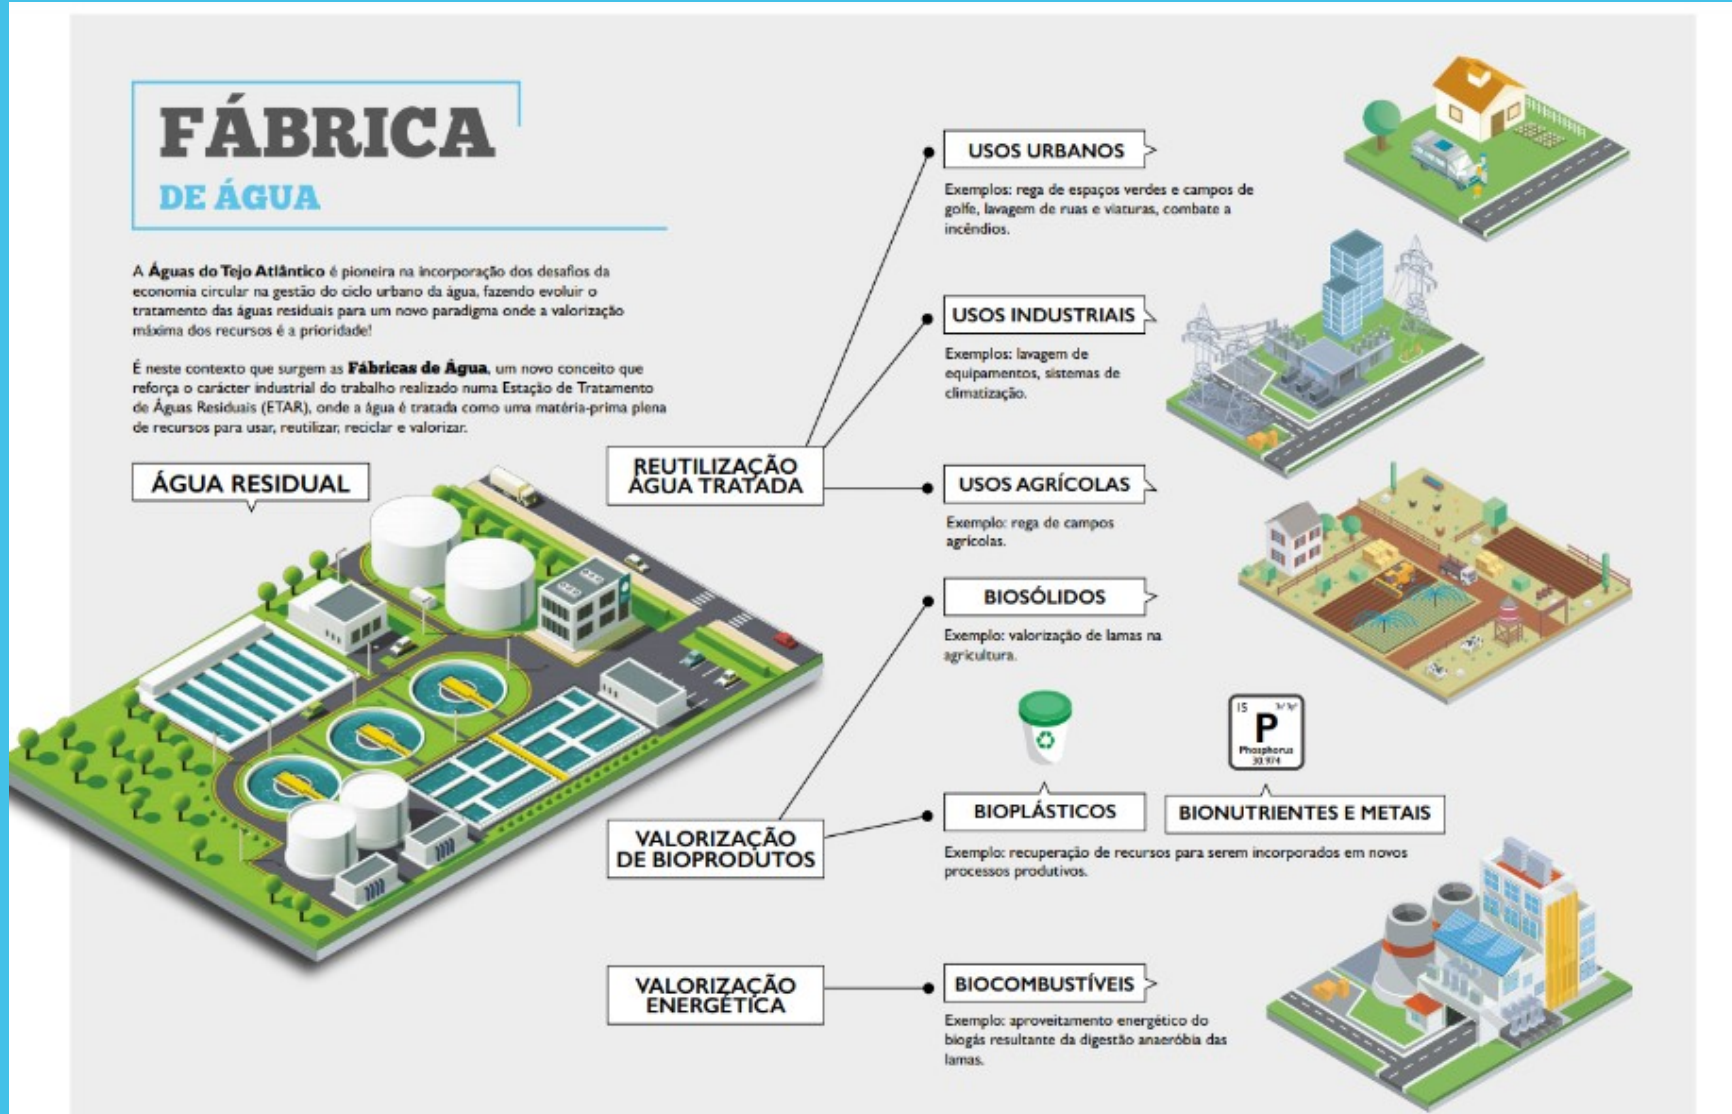 FÁBRICA
DE ÁGUA
A Águas do Tejo Atlântico é pioneira na incorporação dos desafios da
economia circular na gestão do ciclo urbano da água, fazendo evoluir o
tratamento das águas residuais para um novo paradigma onde a valorização
máxima dos recursos é a prioridade!
É neste contexto que surgem as Fábricas de Água, um novo conceito que
reforça o carácter industrial do trabalho realizado numa Estação de Tratamento
de Águas Residuais (ETAR), onde a água é tratada como uma matéria-prima plena
de recursos para usar, reutilizar, reciclar e valorizar.
ÁGUA RESIDUAL
REUTILIZAÇÃO
ÁGUA TRATADA
USOS URBANOS
Exemplos: rega de espaços verdes e campos de
golfe, lavagem de ruas e viaturas, combate a
incêndios.
USOS INDUSTRIAIS
Exemplos: lavagem de
equipamentos, sistemas de
climatização.
USOS AGRÍCOLAS
Exemplo: rega de campos
agrícolas.
VALORIZAÇÃO
DE BIOPRODUTOS
BIOSÓLIDOS
Exemplo: valorização de lamas na
agricultura.
15
P
Phosphorus
30.974
BIOPLÁSTICOS
BIONUTRIENTES E METAIS
Exemplo: recuperação de recursos para serem incorporados em novos
processos produtivos.
VALORIZAÇÃO
ENERGÉTICA
BIOCOMBUSTÍVEIS
Exemplo: aproveitamento energético do
biogás resultante da digestão anaeróbia das
lamas.